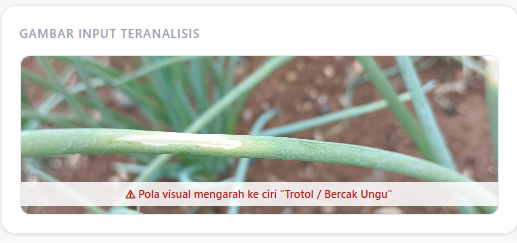 GAMBAR INPUT TERANALISIS
⚠ Pola visual mengarah ke ciri "Trotol / Bercak Ungu"